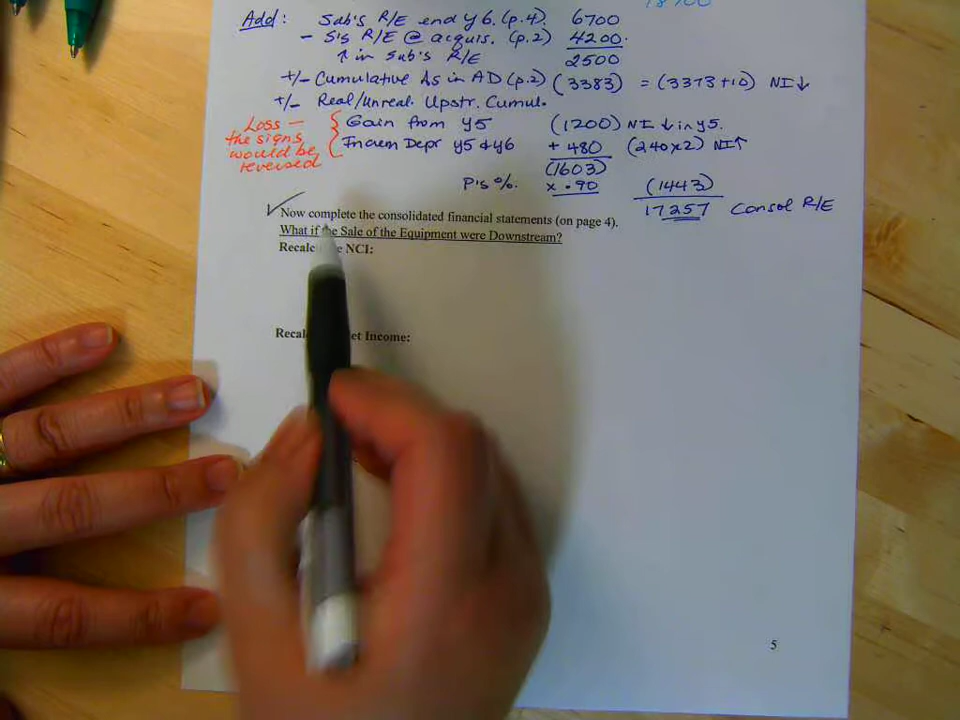 18700
Add: Sub's R/E end y6. (p.4). 6700
- S's R/E @ acquis. (p.2) 4200.
↑ in Sub's R/E 2500
+/- Cumulative Δs in AD (p.2) (3383) = (3373+10) NI↓
+/- Real/Unreal. Upstr. Cumul.
Loss — the signs would be reversed
Gain from y5 (1200) NI ↓ in y5.
Increm Depr y5 & y6 + 480 (240x2) NI↑
(1603)
P's %. x .90 (1443)
17257 Consol R/E
✓ Now complete the consolidated financial statements (on page 4).
What if the Sale of the Equipment were Downstream?
NCI:
Income:
5